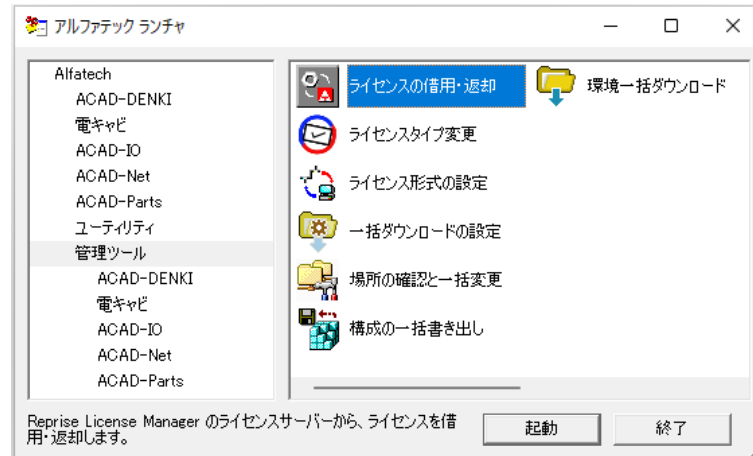 アルファテック ランチャ
Alfatech
ACAD-DENKI
電キャビ
ACAD-IO
ACAD-Net
ACAD-Parts
ユーティリティ
管理ツール
ACAD-DENKI
電キャビ
ACAD-IO
ACAD-Net
ACAD-Parts
ライセンスの借用・返却
環境一括ダウンロード
ライセンスタイプ変更
ライセンス形式の設定
一括ダウンロードの設定
場所の確認と一括変更
構成の一括書き出し
Reprise License Manager のライセンスサーバーから、ライセンスを借
用・返却します。
起動
終了